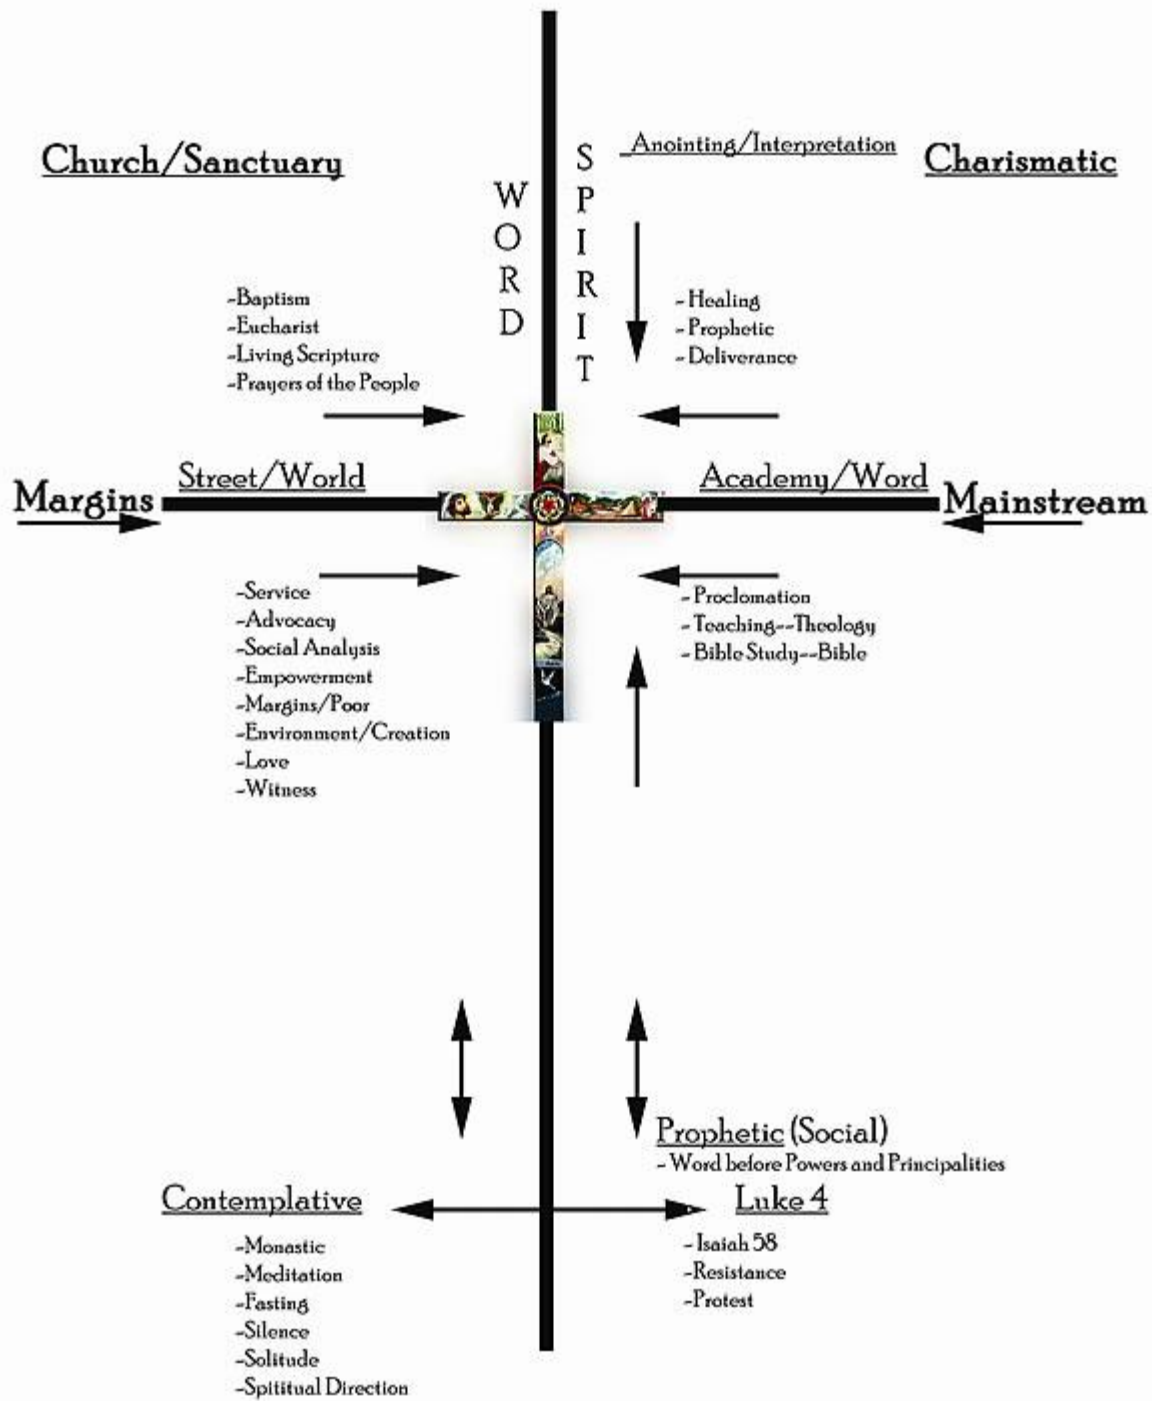 Church/Sanctuary
WORD
SPIRIT
Anointing/Interpretation
Charismatic
-Baptism
-Eucharist
-Living Scripture
-Prayers of the People
- Healing
- Prophetic
- Deliverance
Margins
Street/World
Academy/Word
Mainstream
-Service
-Advocacy
-Social Analysis
-Empowerment
-Margins/Poor
-Environment/Creation
-Love
-Witness
- Proclomation
- Teaching--Theology
- Bible Study--Bible
Prophetic (Social)
- Word before Powers and Principalities
Contemplative
Luke 4
-Monastic
-Meditation
-Fasting
-Silence
-Solitude
-Spititual Direction
- Isaiah 58
-Resistance
-Protest